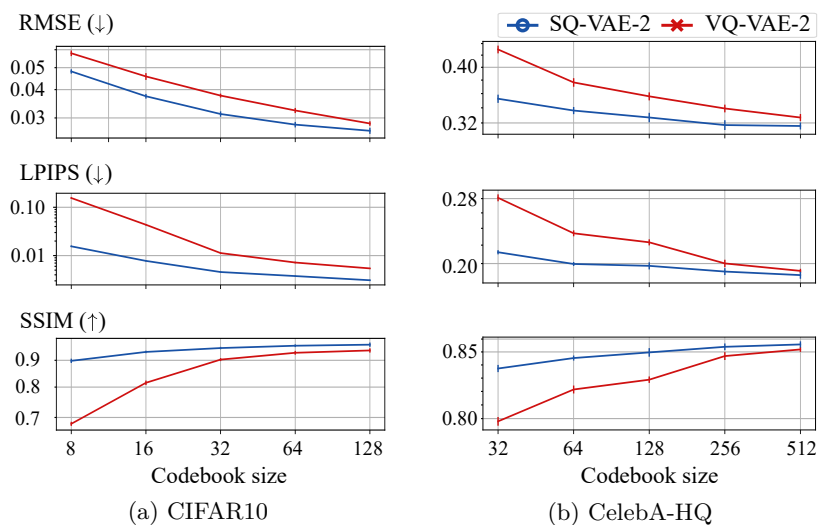 RMSE (↓)
SQ-VAE-2 VQ-VAE-2
0.05
0.04
0.03
0.40
0.32
LPIPS (↓)
0.10
0.01
0.28
0.20
SSIM (↑)
0.9
0.8
0.7
0.85
0.80
8 16 32 64 128
32 64 128 256 512
Codebook size
Codebook size
(a) CIFAR10
(b) CelebA-HQ